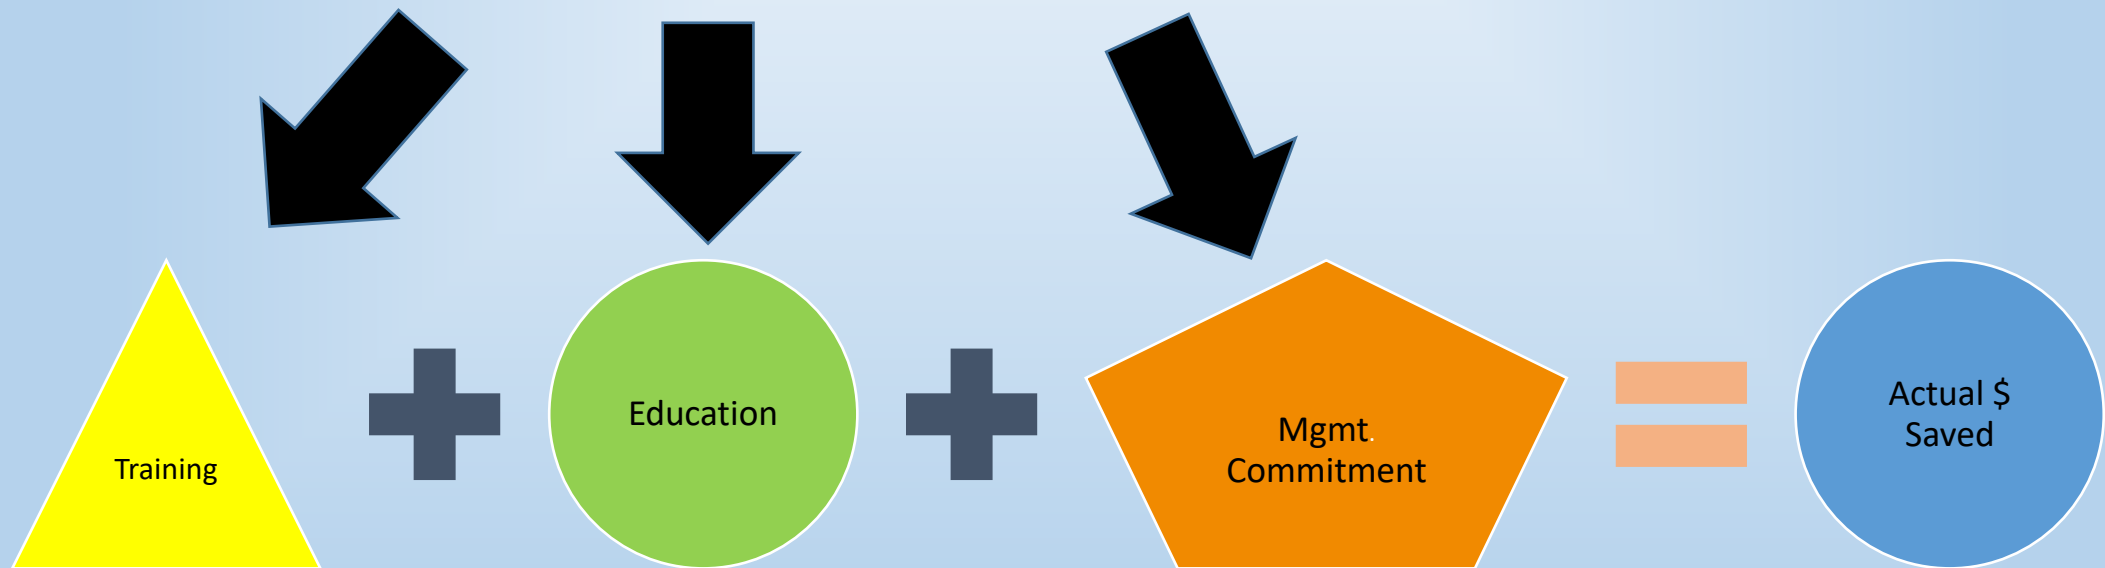 Training
Education
Mgmt.
Commitment
Actual $
Saved